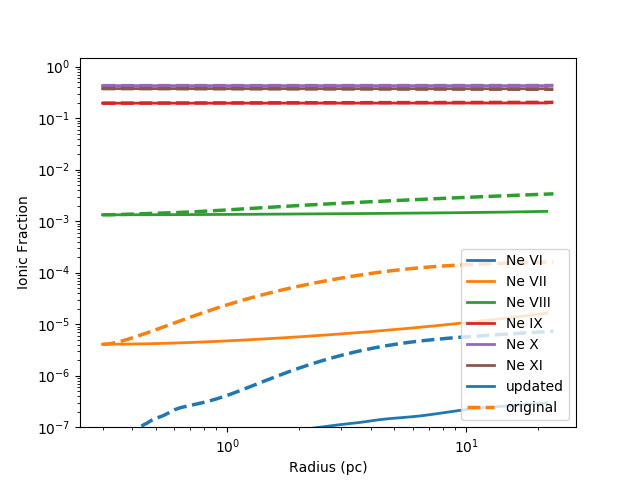 10^0
10^-1
10^-2
10^-3
10^-4
10^-5
10^-6
10^-7
Ionic Fraction
Ne VI
Ne VII
Ne VIII
Ne IX
Ne X
Ne XI
updated
original
10^0 10^1
Radius (pc)